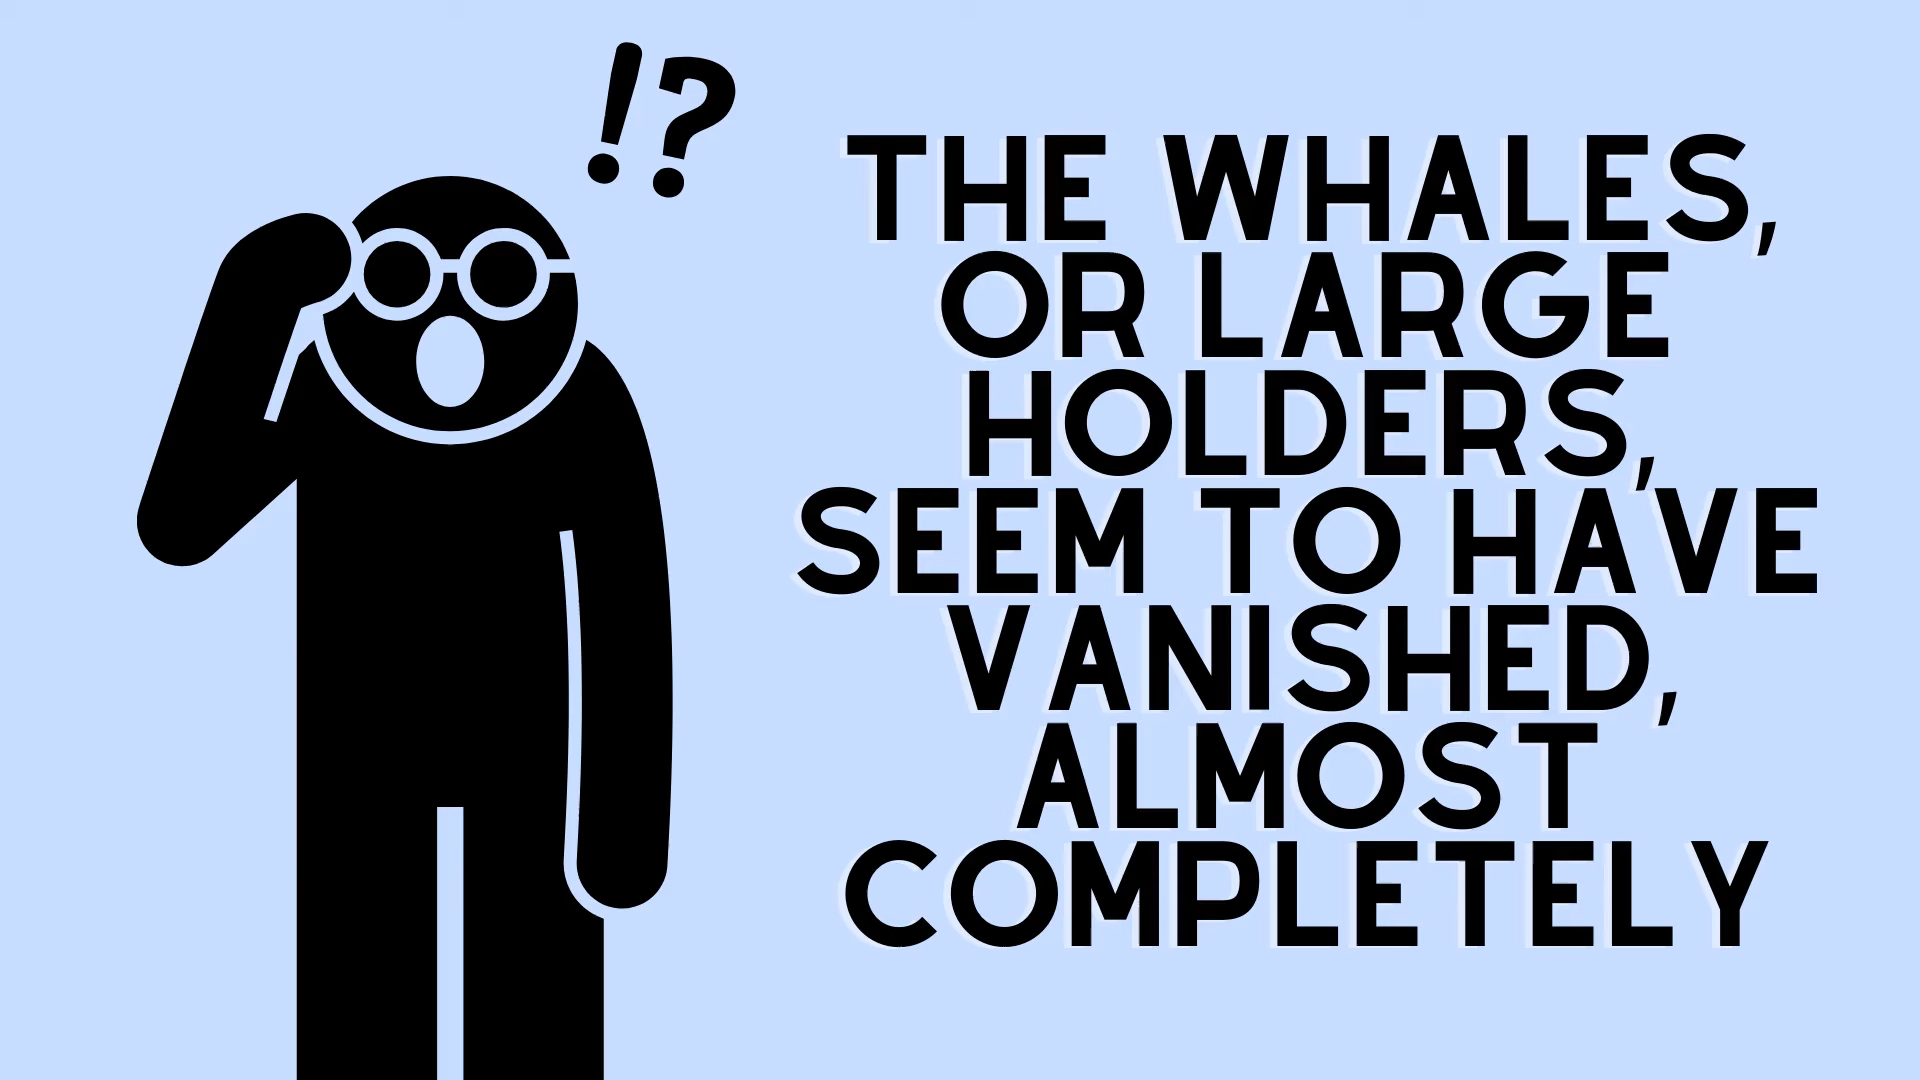 !?
THE WHALES,
OR LARGE
HOLDERS,
SEEM TO HAVE
VANISHED,
ALMOST
COMPLETELY